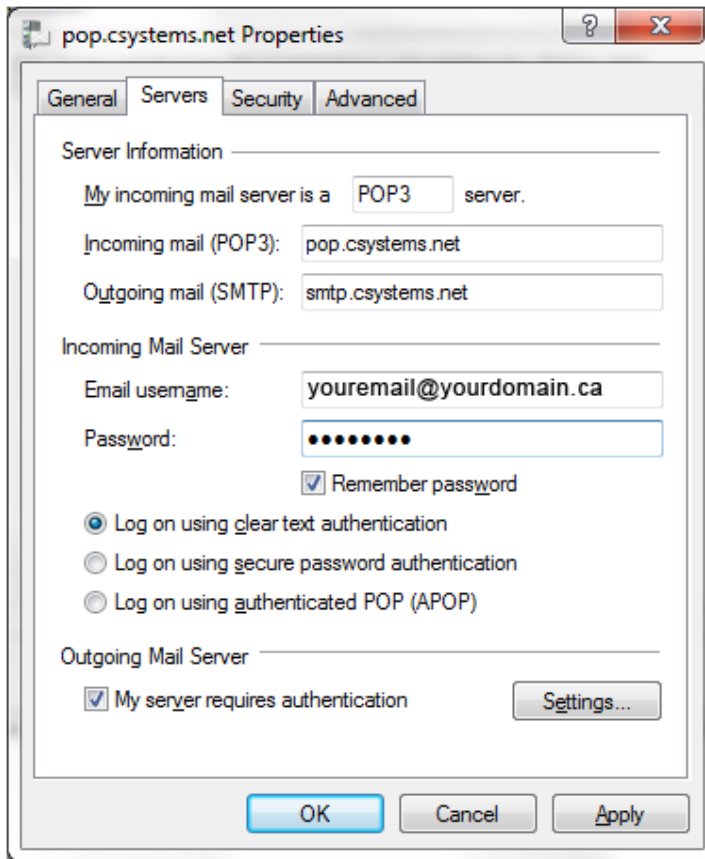 pop.csystems.net Properties
General Servers Security Advanced
Server Information
My incoming mail server is a POP3 server.
Incoming mail (POP3): pop.csystems.net
Outgoing mail (SMTP): smtp.csystems.net
Incoming Mail Server
Email username: youremail@yourdomain.ca
Password: ●●●●●●●●
Remember password
Log on using clear text authentication
Log on using secure password authentication
Log on using authenticated POP (APOP)
Outgoing Mail Server
My server requires authentication Settings...
OK Cancel Apply